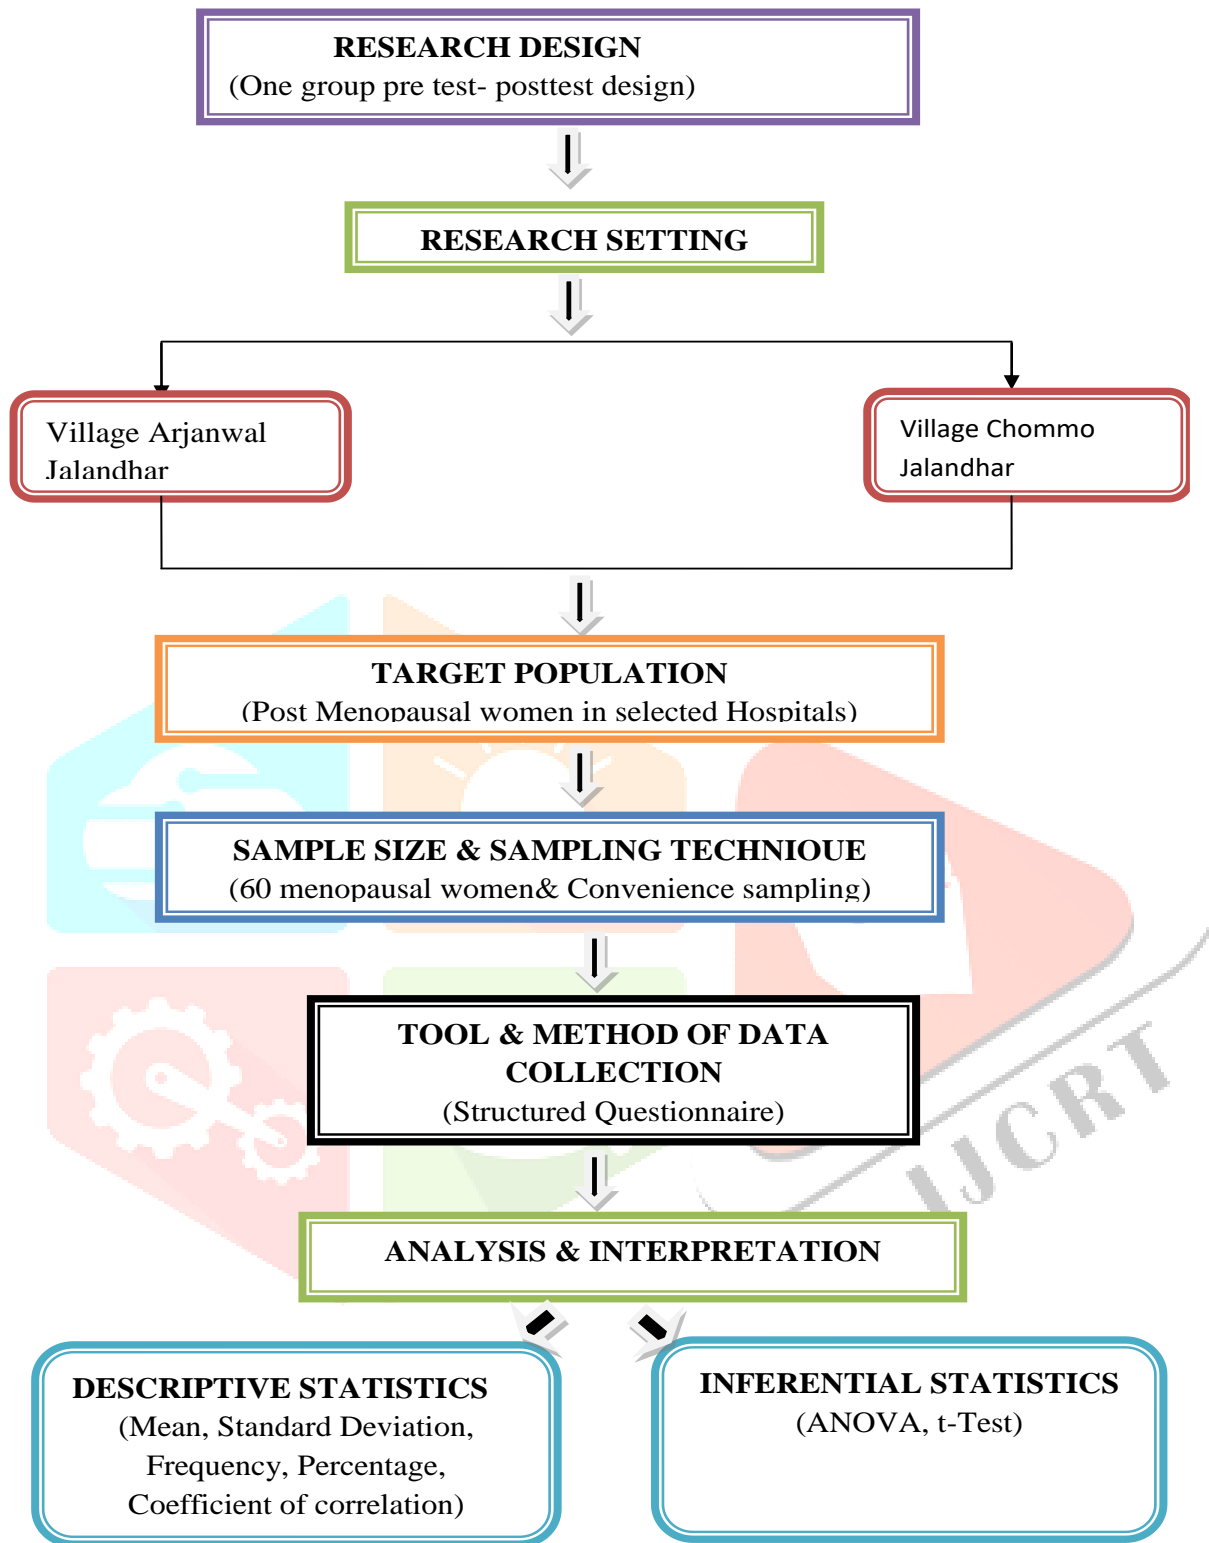 RESEARCH DESIGN
(One group pre test- posttest design)
RESEARCH SETTING
Village Arjanwal
Jalandhar
Village Chommo
Jalandhar
TARGET POPULATION
(Post Menopausal women in selected Hospitals)
SAMPLE SIZE & SAMPLING TECHNIQUE
(60 menopausal women& Convenience sampling)
TOOL & METHOD OF DATA
COLLECTION
(Structured Questionnaire)
IJCRT
ANALYSIS & INTERPRETATION
DESCRIPTIVE STATISTICS
(Mean, Standard Deviation,
Frequency, Percentage,
Coefficient of correlation)
INFERENTIAL STATISTICS
(ANOVA, t-Test)